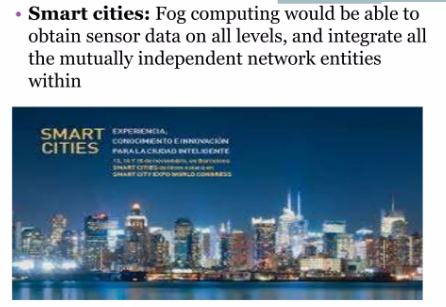 • Smart cities: Fog computing would be able to
obtain sensor data on all levels, and integrate all
the mutually independent network entities
within
SMART
CITIES
EXPERIENCIA,
CONOCIMIENTO E INNOVACIÓN
PARA LA CIUDAD INTELIGENTE
13, 14 Y 15 de noviembre, en Barcelona
SMART CITIES
SMART CITY EXPO WORLD CONGRESS